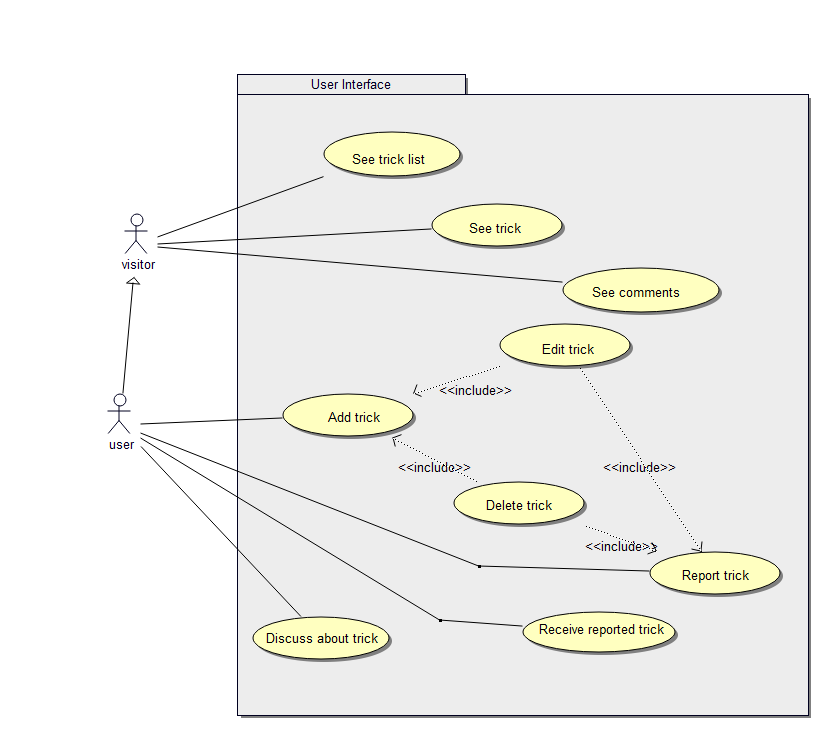 User Interface
See trick list
See trick
visitor
See comments
Edit trick
<<include>>
Add trick
user
<<include>>
<<include>>
Delete trick
<<include>>
Report trick
Discuss about trick
Receive reported trick